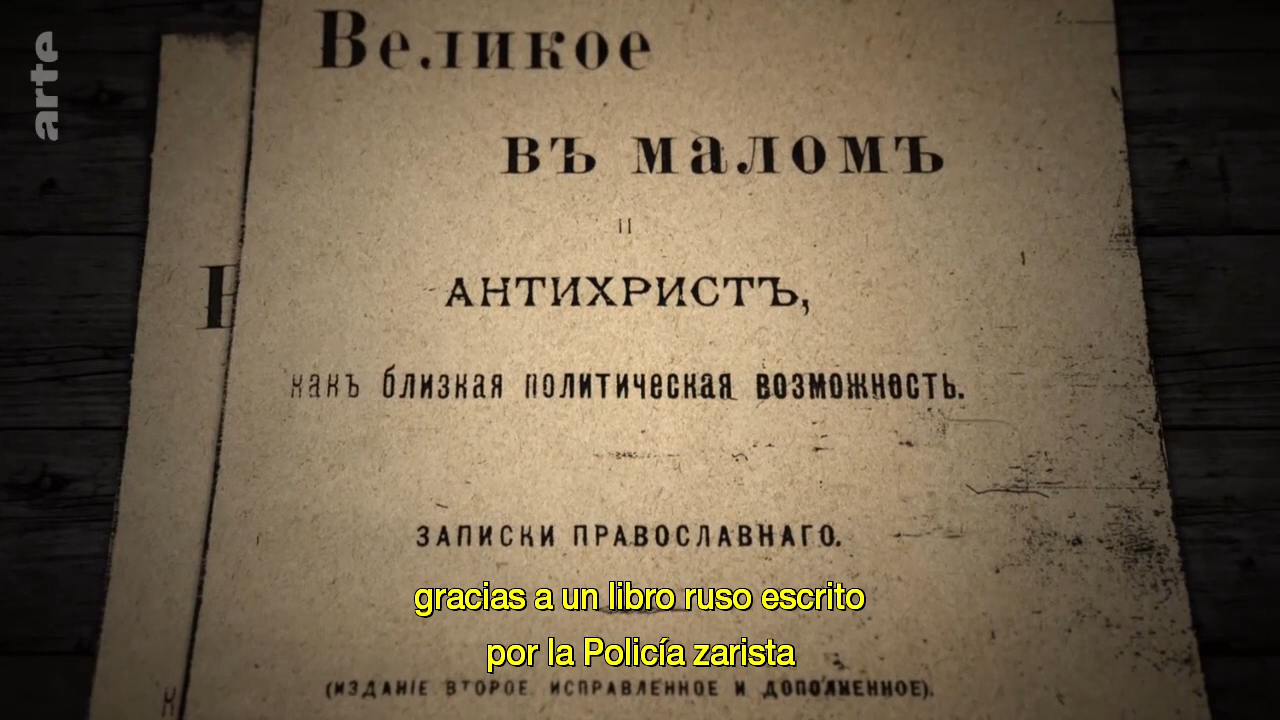 arte
Великое
въ маломъ
и
АНТИХРИСТЪ,
какъ близкая политическая возможность.
ЗАПИСКИ ПРАВОСЛАВНАГО.
gracias a un libro ruso escrito
por la Policía zarista
(ИЗДАНІЕ ВТОРОЕ, ИСПРАВЛЕННОЕ И ДОПОЛНЕННОЕ).